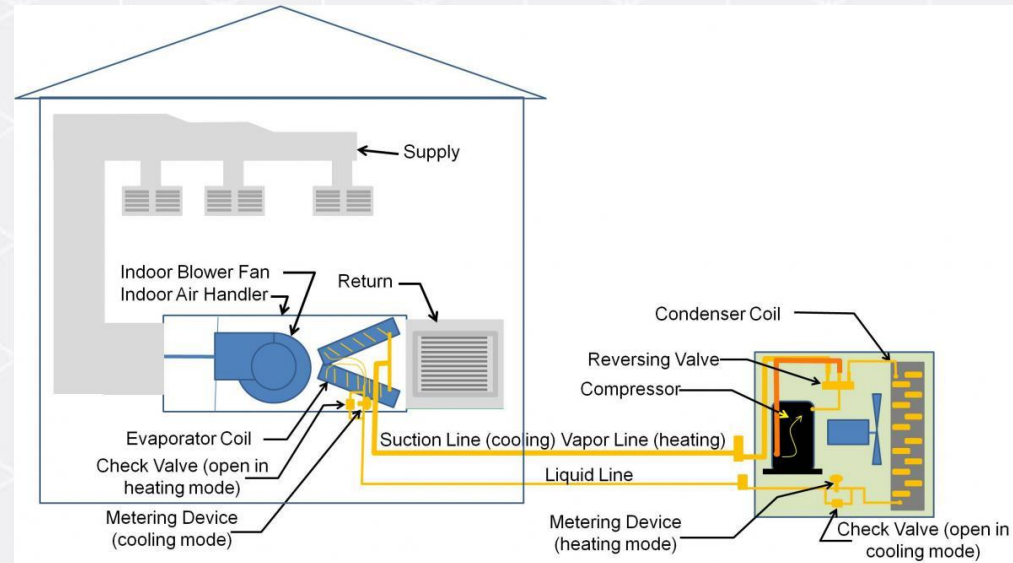 Supply
Indoor Blower Fan
Indoor Air Handler
Return
Condenser Coil
Reversing Valve
Compressor
Evaporator Coil
Suction Line (cooling) Vapor Line (heating)
Check Valve (open in
heating mode)
Liquid Line
Metering Device
(cooling mode)
Metering Device
(heating mode)
Check Valve (open in
cooling mode)